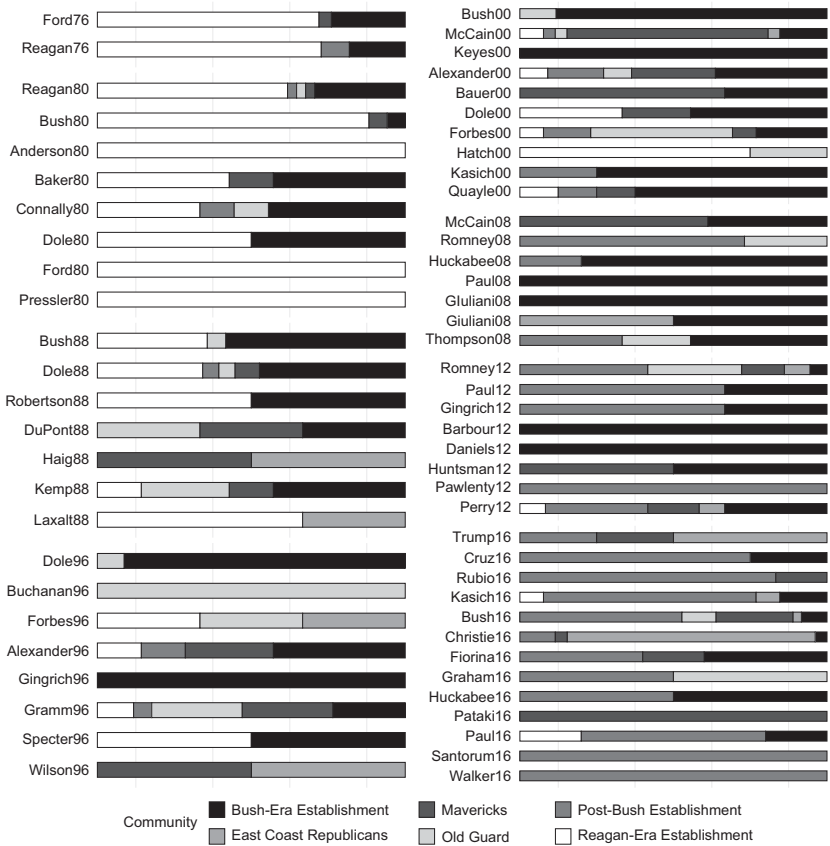 Ford76
Reagan76
Reagan80
Bush80
Anderson80
Baker80
Connally80
Dole80
Ford80
Pressler80
Bush88
Dole88
Robertson88
DuPont88
Haig88
Kemp88
Laxalt88
Dole96
Buchanan96
Forbes96
Alexander96
Gingrich96
Gramm96
Specter96
Wilson96
Bush00
McCain00
Keyes00
Alexander00
Bauer00
Dole00
Forbes00
Hatch00
Kasich00
Quayle00
McCain08
Romney08
Huckabee08
Paul08
GIuliani08
Giuliani08
Thompson08
Romney12
Paul12
Gingrich12
Barbour12
Daniels12
Huntsman12
Pawlenty12
Perry12
Trump16
Cruz16
Rubio16
Kasich16
Bush16
Christie16
Fiorina16
Graham16
Huckabee16
Pataki16
Paul16
Santorum16
Walker16
Community
Bush-Era Establishment
Mavericks
Post-Bush Establishment
East Coast Republicans
Old Guard
Reagan-Era Establishment